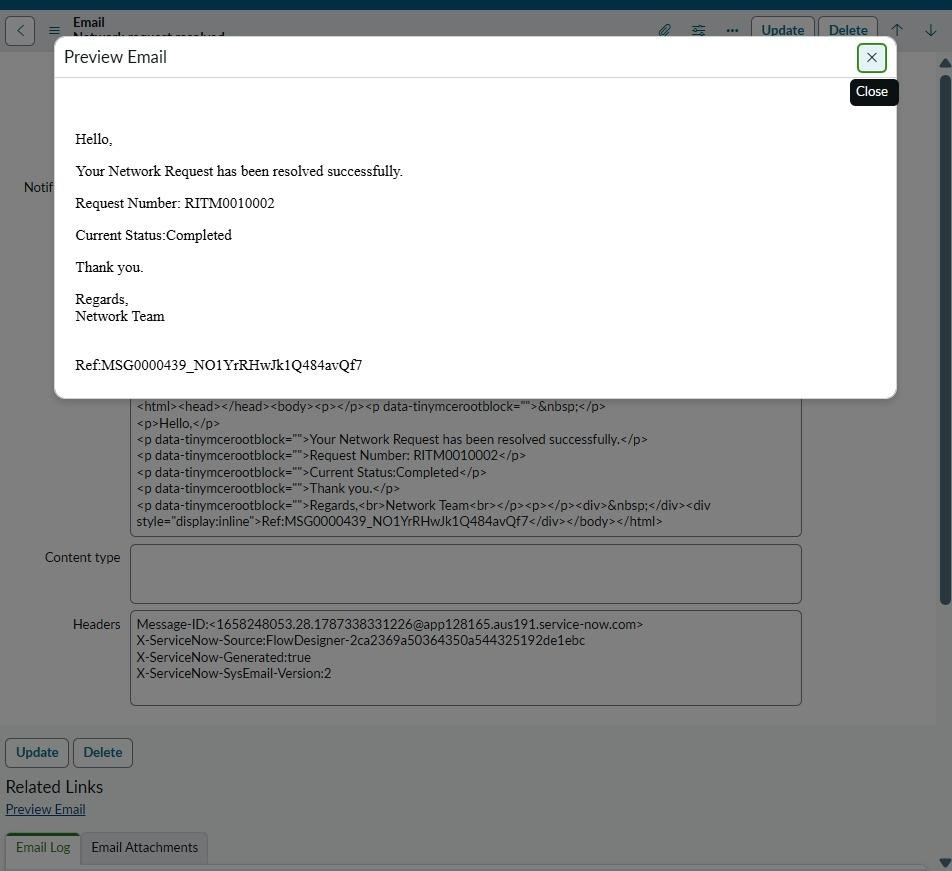 Email
Network request resolved
Update
Delete
Preview Email
Close
Hello,
Your Network Request has been resolved successfully.
Notif
Request Number: RITM0010002
Current Status:Completed
Thank you.
Regards,
Network Team
Ref:MSG0000439_NO1YrRHwJk1Q484avQf7
<html><head></head><body><p></p><p data-tinymcerootblock="">&nbsp;</p>
<p>Hello,</p>
<p data-tinymcerootblock="">Your Network Request has been resolved successfully.</p>
<p data-tinymcerootblock="">Request Number: RITM0010002</p>
<p data-tinymcerootblock="">Current Status:Completed</p>
<p data-tinymcerootblock="">Thank you.</p>
<p data-tinymcerootblock="">Regards,<br>Network Team<br></p><p></p><div>&nbsp;</div><div
style="display:inline">Ref:MSG0000439_NO1YrRHwJk1Q484avQf7</div></body></html>
Content type
Headers
Message-ID:<1658248053.28.1787338331226@app128165.aus191.service-now.com>
X-ServiceNow-Source:FlowDesigner-2ca2369a50364350a544325192de1ebc
X-ServiceNow-Generated:true
X-ServiceNow-SysEmail-Version:2
Update
Delete
Related Links
Preview Email
Email Log
Email Attachments